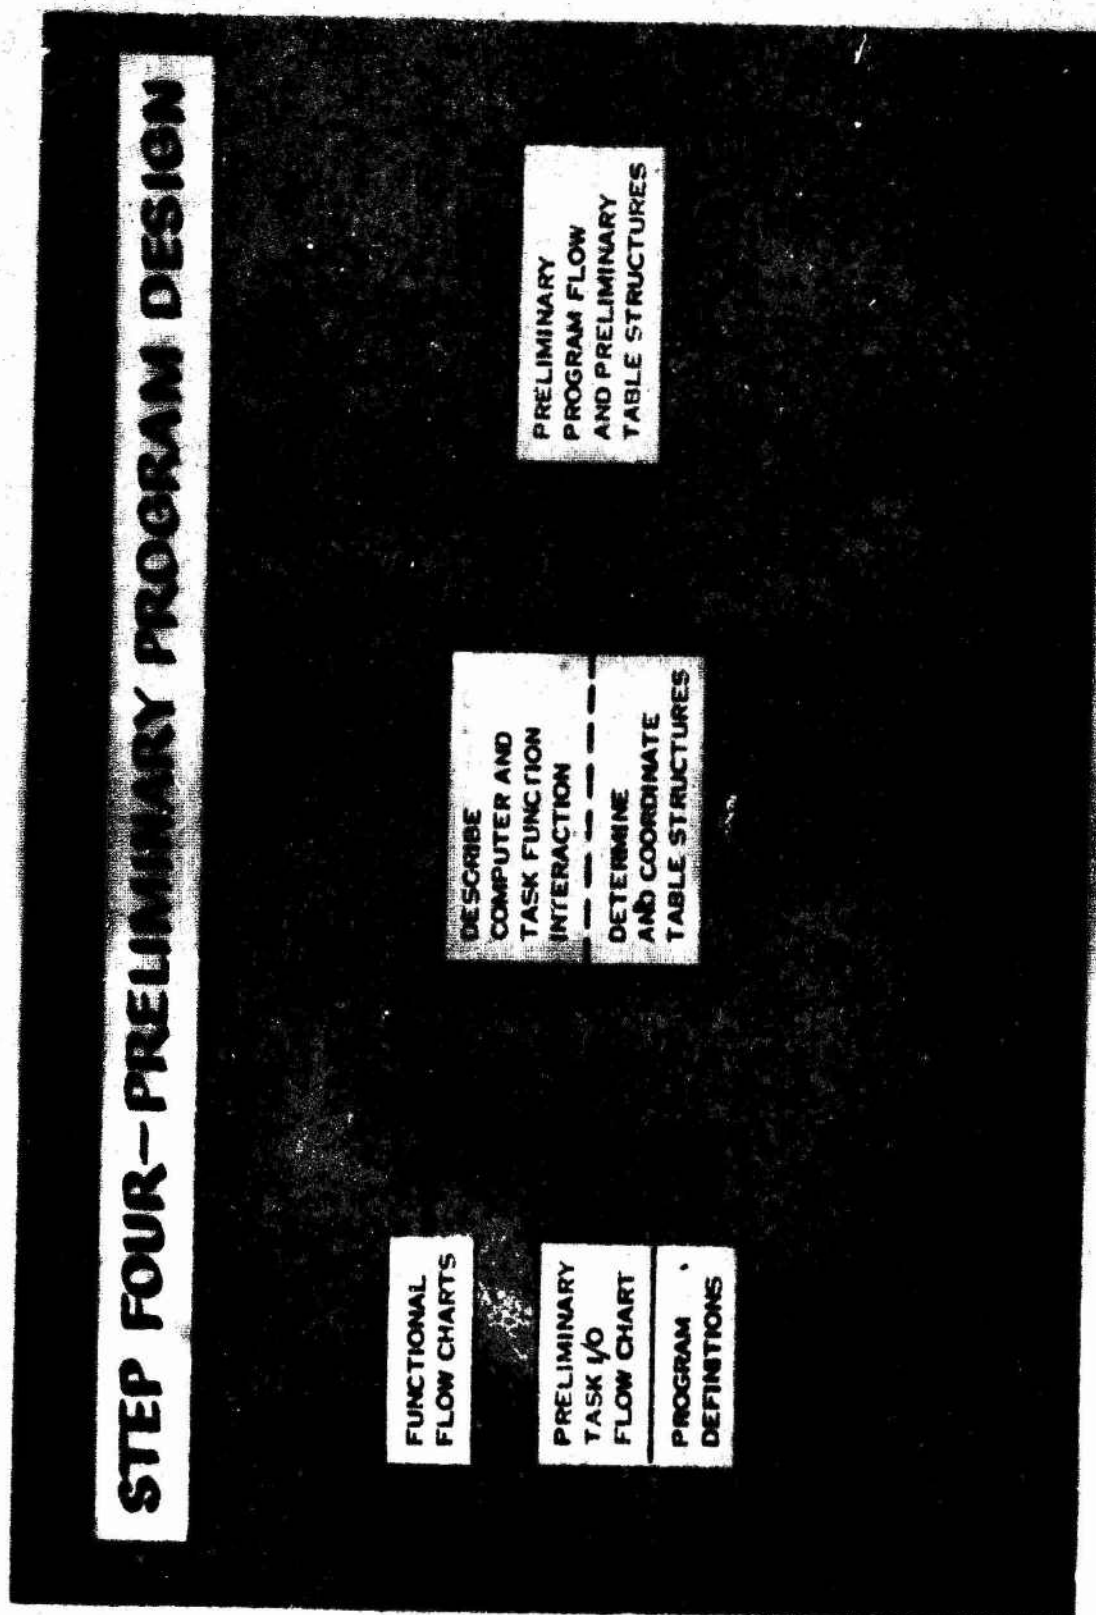 STEP FOUR—PRELIMINARY PROGRAM DESIGN
FUNCTIONAL
FLOW CHARTS
PRELIMINARY
TASK I/O
FLOW CHART
PROGRAM
DEFINITIONS
DESCRIBE
COMPUTER AND
TASK FUNCTION
INTERACTION
DETERMINE
AND COORDINATE
TABLE STRUCTURES
PRELIMINARY
PROGRAM FLOW
AND PRELIMINARY
TABLE STRUCTURES